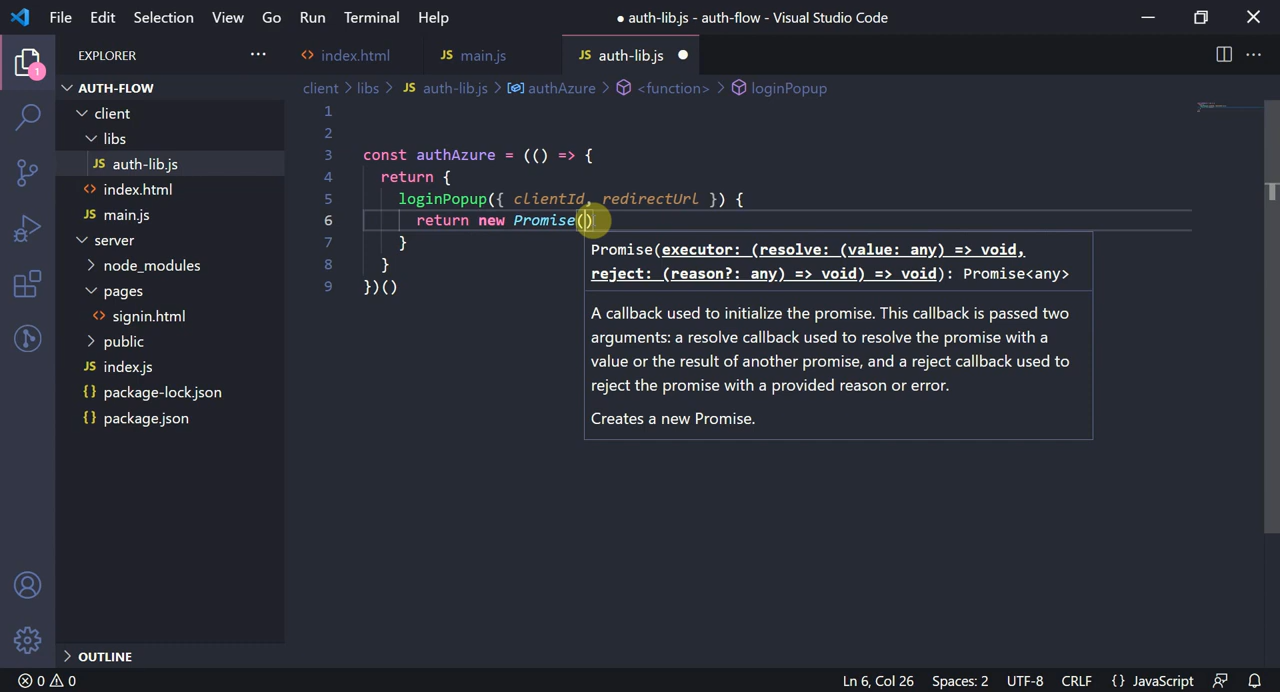 File Edit Selection View Go Run Terminal Help
● auth-lib.js - auth-flow - Visual Studio Code
1
EXPLORER
AUTH-FLOW
client
libs
JS auth-lib.js
<> index.html
JS main.js
server
node_modules
pages
<> signin.html
public
JS index.js
{} package-lock.json
{} package.json
OUTLINE
<> index.html
JS main.js
JS auth-lib.js ●
client > libs > JS auth-lib.js > authAzure > <function> > loginPopup
1
2
3 const authAzure = (() => {
4 return {
5 loginPopup({ clientId, redirectUrl }) {
6 return new Promise()
7 }
8 }
9 })()
Promise(executor: (resolve: (value: any) => void,
reject: (reason?: any) => void) => void): Promise<any>
A callback used to initialize the promise. This callback is passed two
arguments: a resolve callback used to resolve the promise with a
value or the result of another promise, and a reject callback used to
reject the promise with a provided reason or error.
Creates a new Promise.
0 0
Ln 6, Col 26 Spaces: 2 UTF-8 CRLF {} JavaScript